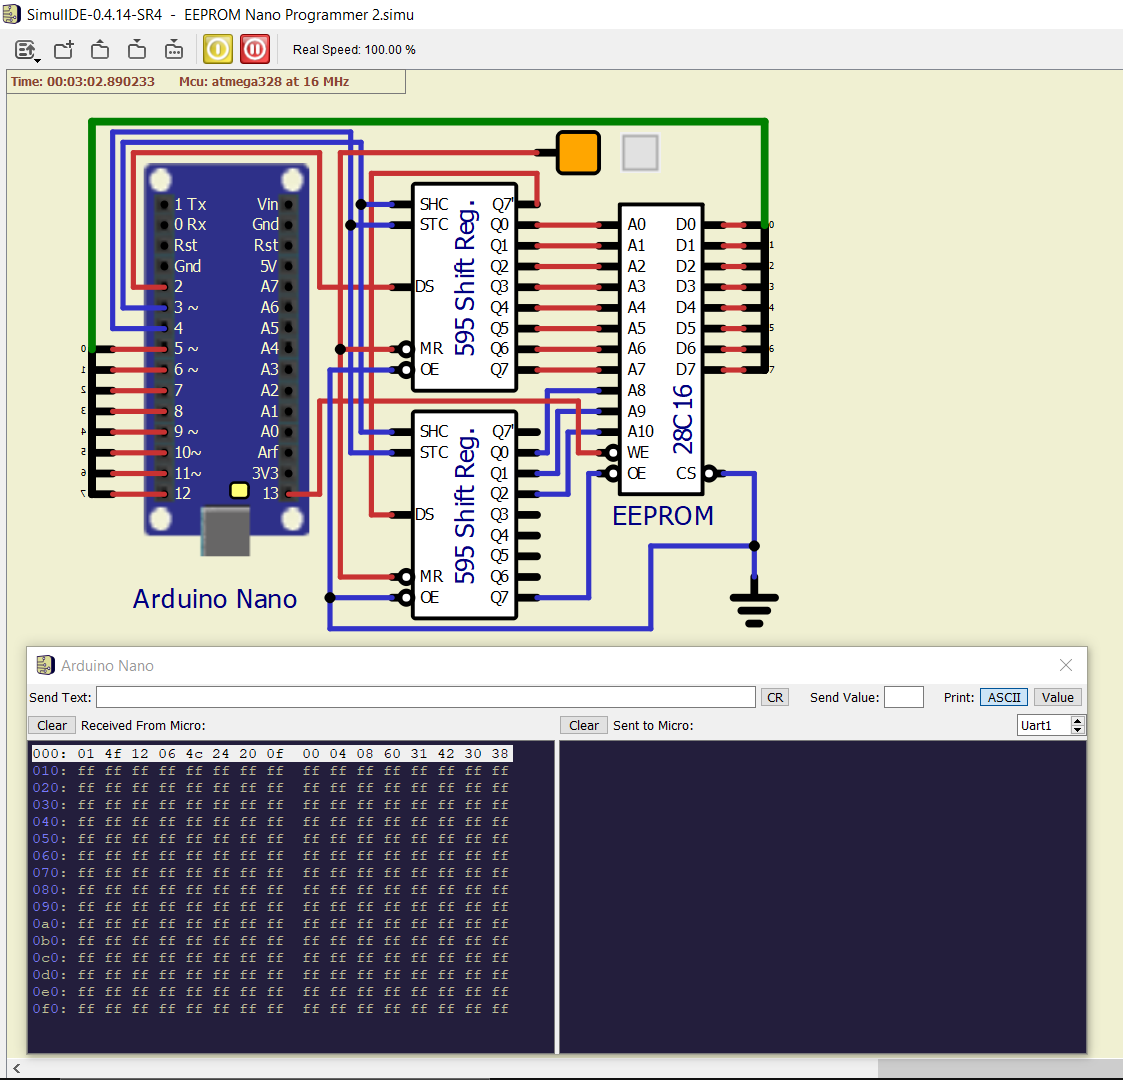 SimulIDE-0.4.14-SR4 - EEPROM Nano Programmer 2.simu
Real Speed: 100.00 %
Time: 00:03:02.890233 Mcu: atmega328 at 16 MHz
1 Tx Vin
0 Rx Gnd
Rst Rst
Gnd 5V
2 A7
3 ~ A6
4 A5
5 ~ A4
6 ~ A3
7 A2
8 A1
9 ~ A0
10~ Arf
11~ 3V3
12 13
0
1
2
3
4
5
6
7
Arduino Nano
SHC Q7'
STC Q0
Q1
Q2
DS Q3
Q4
Q5
MR Q6
OE Q7
595 Shift Reg.
SHC Q7'
STC Q0
Q1
Q2
DS Q3
Q4
Q5
MR Q6
OE Q7
595 Shift Reg.
A0 D0
A1 D1
A2 D2
A3 D3
A4 D4
A5 D5
A6 D6
A7 D7
A8
A9
A10
WE
OE CS
28C16
0
1
2
3
4
5
6
7
EEPROM
Arduino Nano
Send Text: CR Send Value: Print: ASCII Value
Clear Received From Micro: Clear Sent to Micro: Uart1
000: 01 4f 12 06 4c 24 20 0f 00 04 08 60 31 42 30 38
010: ff ff ff ff ff ff ff ff ff ff ff ff ff ff ff ff
020: ff ff ff ff ff ff ff ff ff ff ff ff ff ff ff ff
030: ff ff ff ff ff ff ff ff ff ff ff ff ff ff ff ff
040: ff ff ff ff ff ff ff ff ff ff ff ff ff ff ff ff
050: ff ff ff ff ff ff ff ff ff ff ff ff ff ff ff ff
060: ff ff ff ff ff ff ff ff ff ff ff ff ff ff ff ff
070: ff ff ff ff ff ff ff ff ff ff ff ff ff ff ff ff
080: ff ff ff ff ff ff ff ff ff ff ff ff ff ff ff ff
090: ff ff ff ff ff ff ff ff ff ff ff ff ff ff ff ff
0a0: ff ff ff ff ff ff ff ff ff ff ff ff ff ff ff ff
0b0: ff ff ff ff ff ff ff ff ff ff ff ff ff ff ff ff
0c0: ff ff ff ff ff ff ff ff ff ff ff ff ff ff ff ff
0d0: ff ff ff ff ff ff ff ff ff ff ff ff ff ff ff ff
0e0: ff ff ff ff ff ff ff ff ff ff ff ff ff ff ff ff
0f0: ff ff ff ff ff ff ff ff ff ff ff ff ff ff ff ff